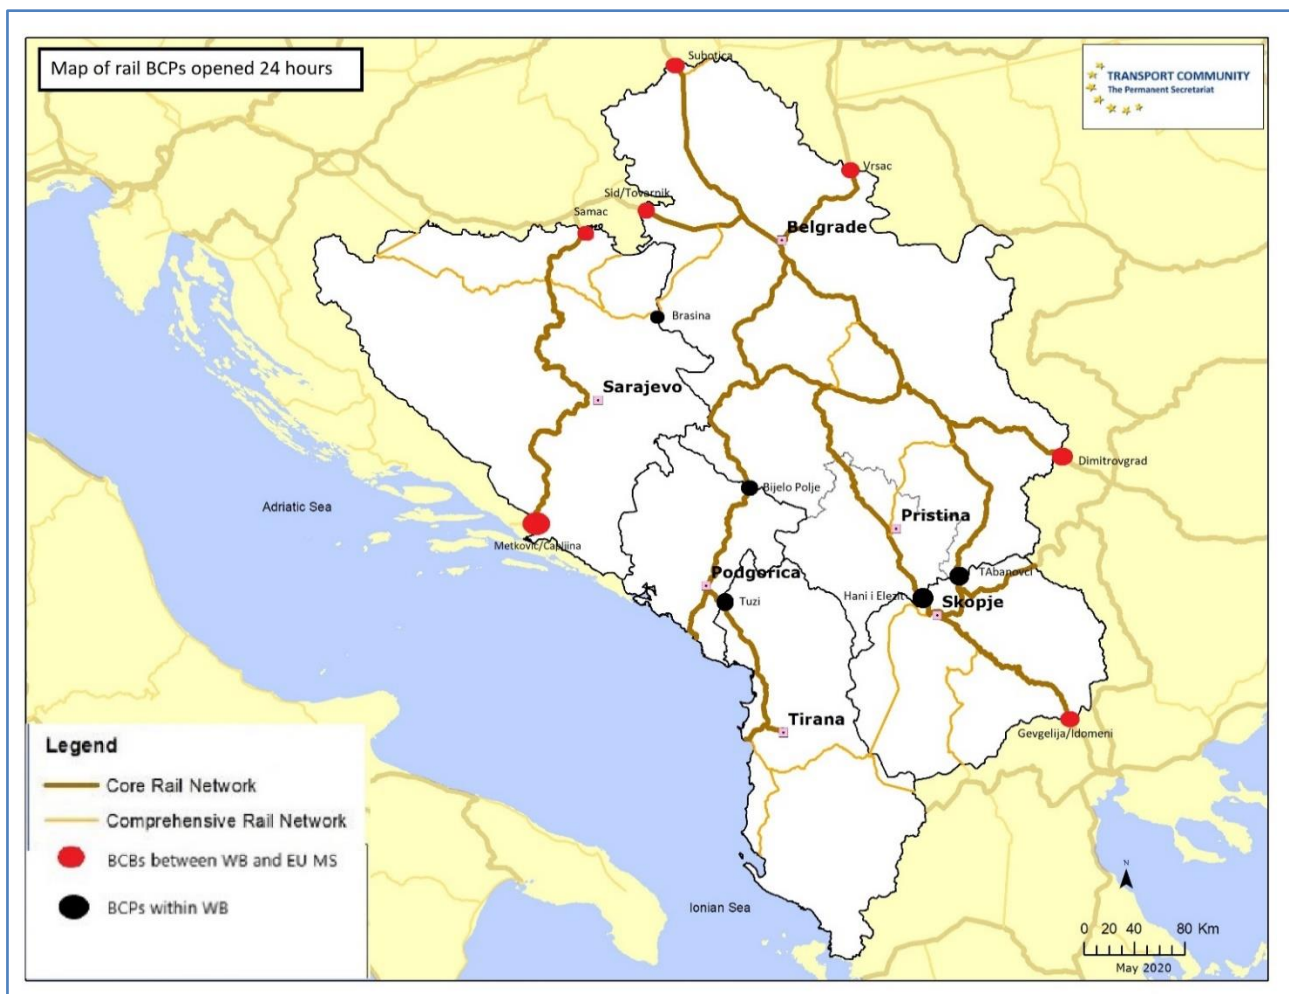 Map of rail BCPs opened 24 hours
TRANSPORT COMMUNITY
The Permanent Secretariat
Subotica
Vrsac
Sid/Tovarnik
Samac
Belgrade
Brasina
Sarajevo
Dimitrovgrad
Bijelo Polje
Adriatic Sea
Pristina
Metkovic/Capljina
TAbanovci
Podgorica
Hani i Elezit
Tuzi
Skopje
Tirana
Gevgelija/Idomeni
Legend
Core Rail Network
Comprehensive Rail Network
BCBs between WB and EU MS
BCPs within WB
Ionian Sea
N
0 20 40 80 Km
May 2020